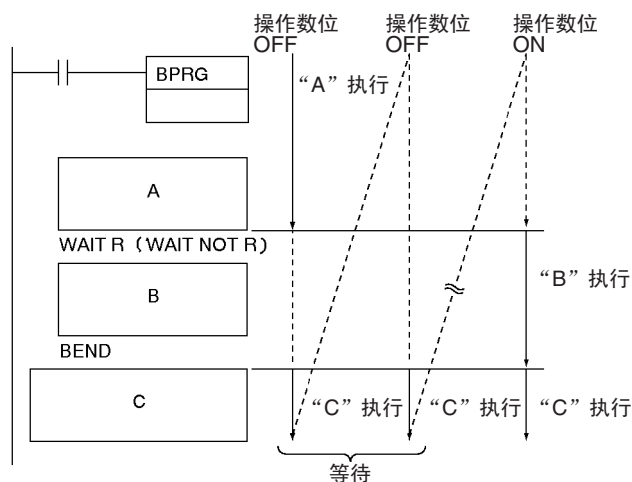 操作数位 操作数位 操作数位
OFF OFF ON
BPRG
“A”执行
A
WAIT R（WAIT NOT R）
B
“B”执行
BEND
C
“C”执行 “C”执行 “C”执行
等待